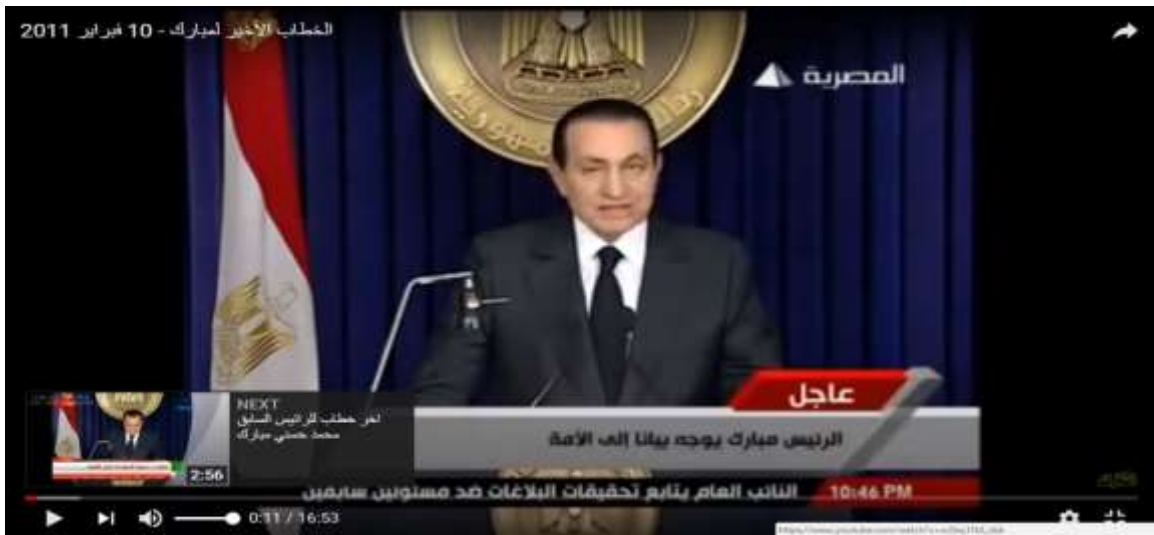 الخطاب الأخير لمبارك - 10 فبراير 2011
المصرية
عاجل
الرئيس مبارك يوجه بيانا إلى الأمة
10:46 PM
النائب العام يتابع تحقيقات البلاغات ضد مسئولين سابقين
NEXT
اخر خطاب للرئيس السابق
محمد حسني مبارك
2:56
0:11 / 16:53